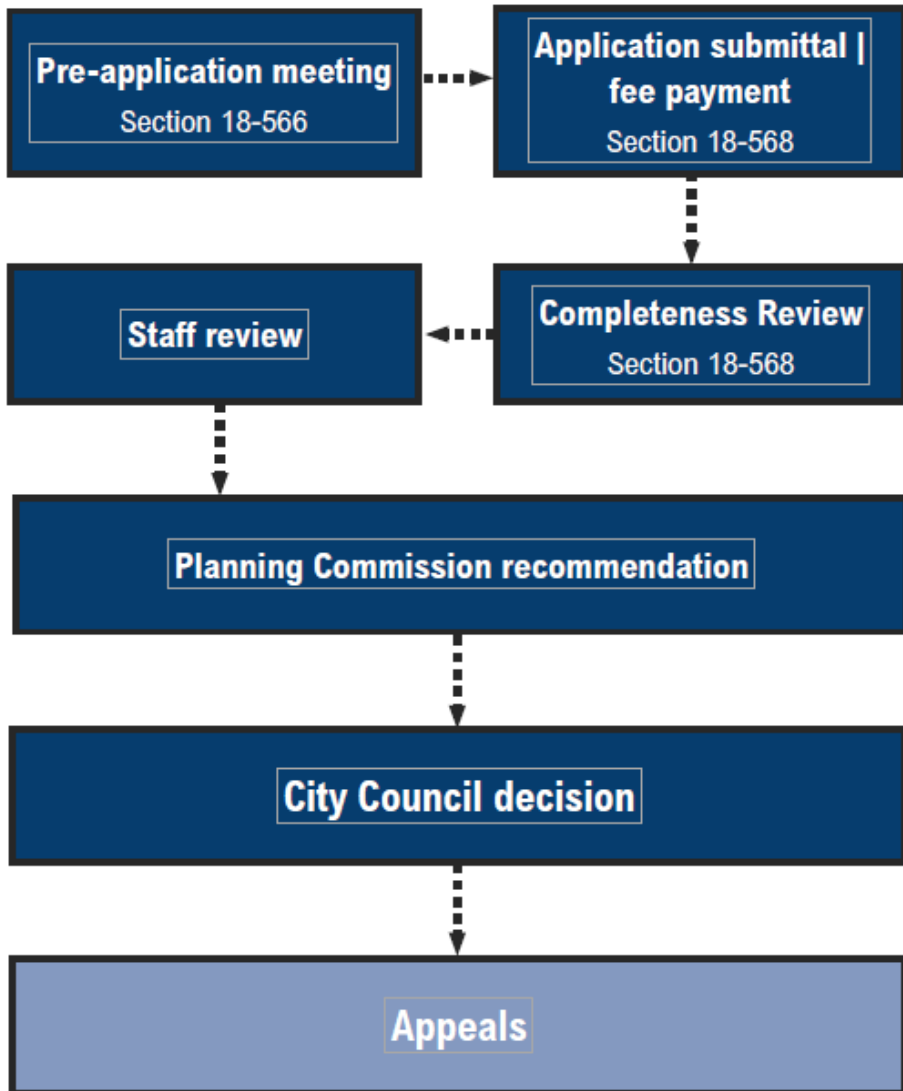 Pre-application meeting
Section 18-566
Application submittal |
fee payment
Section 18-568
Completeness Review
Section 18-568
Staff review
Planning Commission recommendation
City Council decision
Appeals